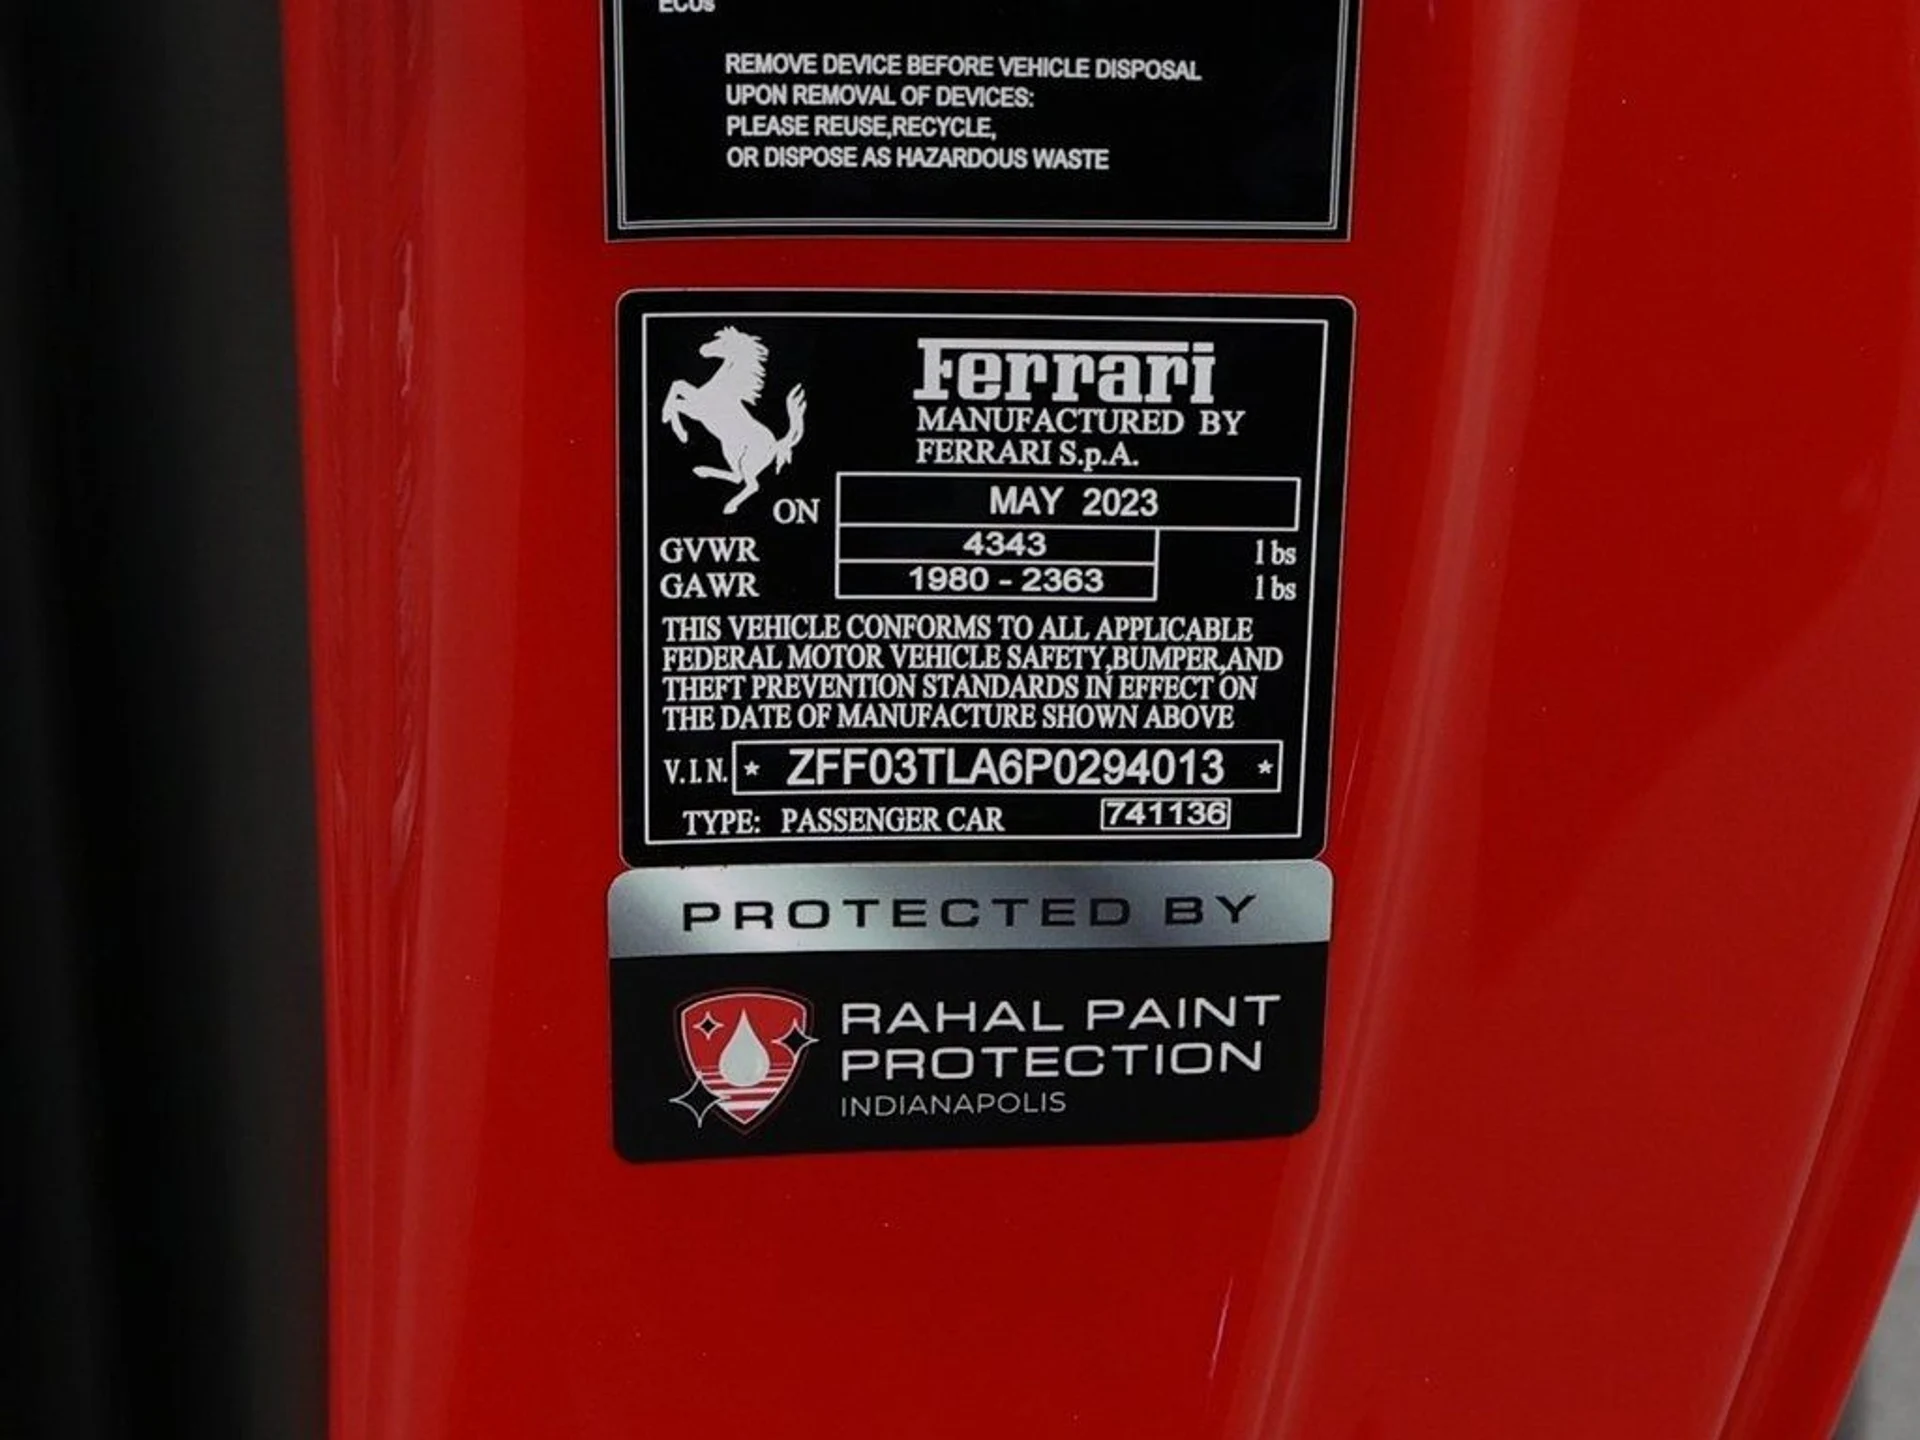 ECUs
REMOVE DEVICE BEFORE VEHICLE DISPOSAL
UPON REMOVAL OF DEVICES:
PLEASE REUSE,RECYCLE,
OR DISPOSE AS HAZARDOUS WASTE
Ferrari
MANUFACTURED BY
FERRARI S.p.A.
ON MAY 2023
GVWR 4343 lbs
GAWR 1980 - 2363 lbs
THIS VEHICLE CONFORMS TO ALL APPLICABLE
FEDERAL MOTOR VEHICLE SAFETY,BUMPER,AND
THEFT PREVENTION STANDARDS IN EFFECT ON
THE DATE OF MANUFACTURE SHOWN ABOVE
V.I.N. * ZFF03TLA6P0294013 *
TYPE: PASSENGER CAR 741136
PROTECTED BY
RAHAL PAINT
PROTECTION
INDIANAPOLIS